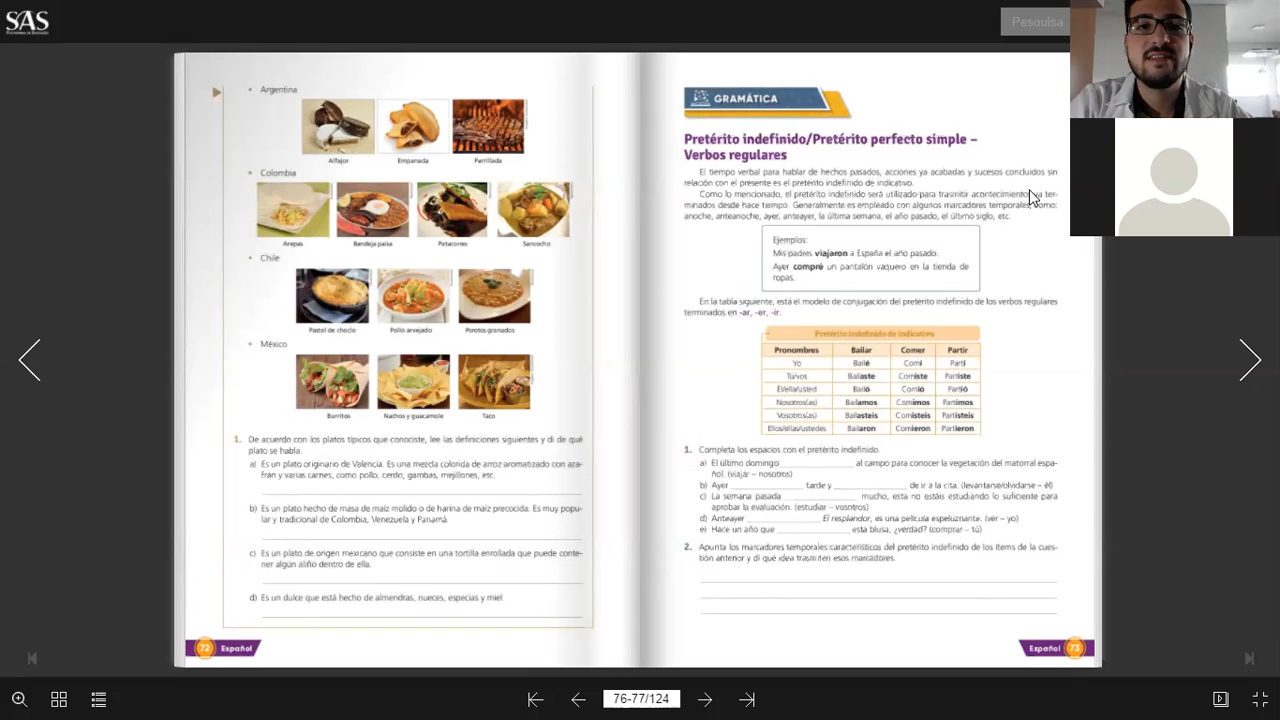 SAS
Pesquisa
• Argentina
Alfajor Empanada Parrillada
• Colombia
Arepas Bandeja paisa Patacones Sancocho
• Chile
Pastel de choclo Pollo arvejado Porotos granados
• México
Burritos Nachos y guacamole Taco
1. De acuerdo con los platos típicos que conociste, lee las definiciones siguientes y di de qué
plato se habla.
a) Es un plato originario de Valencia. Es una mezcla colorida de arroz aromatizado con aza-
frán y varias carnes, como pollo, cerdo, gambas, mejillones, etc.
b) Es un plato hecho de masa de maíz molido o de harina de maíz precocida. Es muy popu-
lar y tradicional de Colombia, Venezuela y Panamá.
c) Es un plato de origen mexicano que consiste en una tortilla enrollada que puede conte-
ner algún aliño dentro de ella.
d) Es un dulce que está hecho de almendras, nueces, especias y miel.
72 Español
GRAMÁTICA
Pretérito indefinido/Pretérito perfecto simple –
Verbos regulares
El tiempo verbal para hablar de hechos pasados, acciones ya acabadas y sucesos concluidos sin
relación con el presente es el pretérito indefinido de indicativo.
Como lo mencionado, el pretérito indefinido será utilizado para trasmitir acontecimientos ya ter-
minados desde hace tiempo. Generalmente es empleado con algunos marcadores temporales, como:
anoche, anteanoche, ayer, anteayer, la última semana, el año pasado, el último siglo, etc.
Ejemplos:
Mis padres viajaron a España el año pasado.
Ayer compré un pantalón vaquero en la tienda de
ropas.
En la tabla siguiente, está el modelo de conjugación del pretérito indefinido de los verbos regulares
terminados en -ar, -er, -ir.
Pretérito indefinido de indicativo
Pronombres Bailar Comer Partir
Yo Bailé Comí Partí
Tú/vos Bailaste Comiste Partiste
Él/ella/usted Bailó Comió Partió
Nosotros(as) Bailamos Comimos Partimos
Vosotros(as) Bailasteis Comisteis Partisteis
Ellos/ellas/ustedes Bailaron Comieron Partieron
1. Completa los espacios con el pretérito indefinido.
a) El último domingo ____ al campo para conocer la vegetación del matorral espa-
ñol. (viajar – nosotros)
b) Ayer ____ tarde y ____ de ir a la cita. (levantarse/olvidarse – él)
c) La semana pasada ____ mucho, esta no estáis estudiando lo suficiente para
aprobar la evaluación. (estudiar – vosotros)
d) Anteayer ____ El resplandor, es una película espeluznante. (ver – yo)
e) Hace un año que ____ esta blusa, ¿verdad? (comprar – tú)
2. Apunta los marcadores temporales característicos del pretérito indefinido de los ítems de la cues-
tión anterior y di qué idea trasmiten esos marcadores.
Español 73
76-77/124